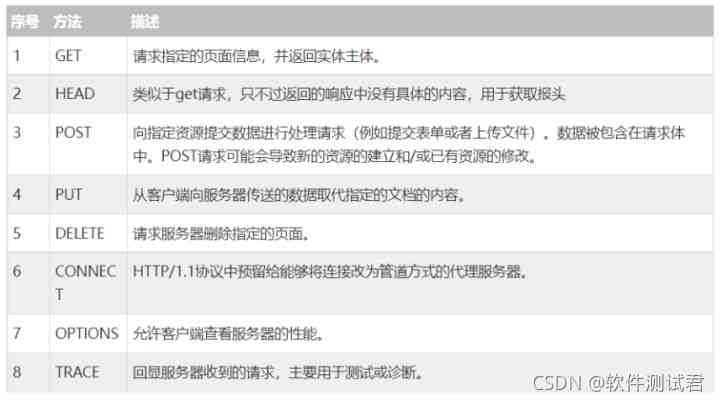 序号 方法 描述
1 GET 请求指定的页面信息，并返回实体主体。
2 HEAD 类似于get请求，只不过返回的响应中没有具体的内容，用于获取报头
3 POST 向指定资源提交数据进行处理请求（例如提交表单或者上传文件）。数据被包含在请求体
中。POST请求可能会导致新的资源的建立和/或已有资源的修改。
4 PUT 从客户端向服务器传送的数据取代指定的文档的内容。
5 DELETE 请求服务器删除指定的页面。
6 CONNEC HTTP/1.1协议中预留给能够将连接改为管道方式的代理服务器。
T
7 OPTIONS 允许客户端查看服务器的性能。
8 TRACE 回显服务器收到的请求，主要用于测试或诊断。
CSDN @软件测试君